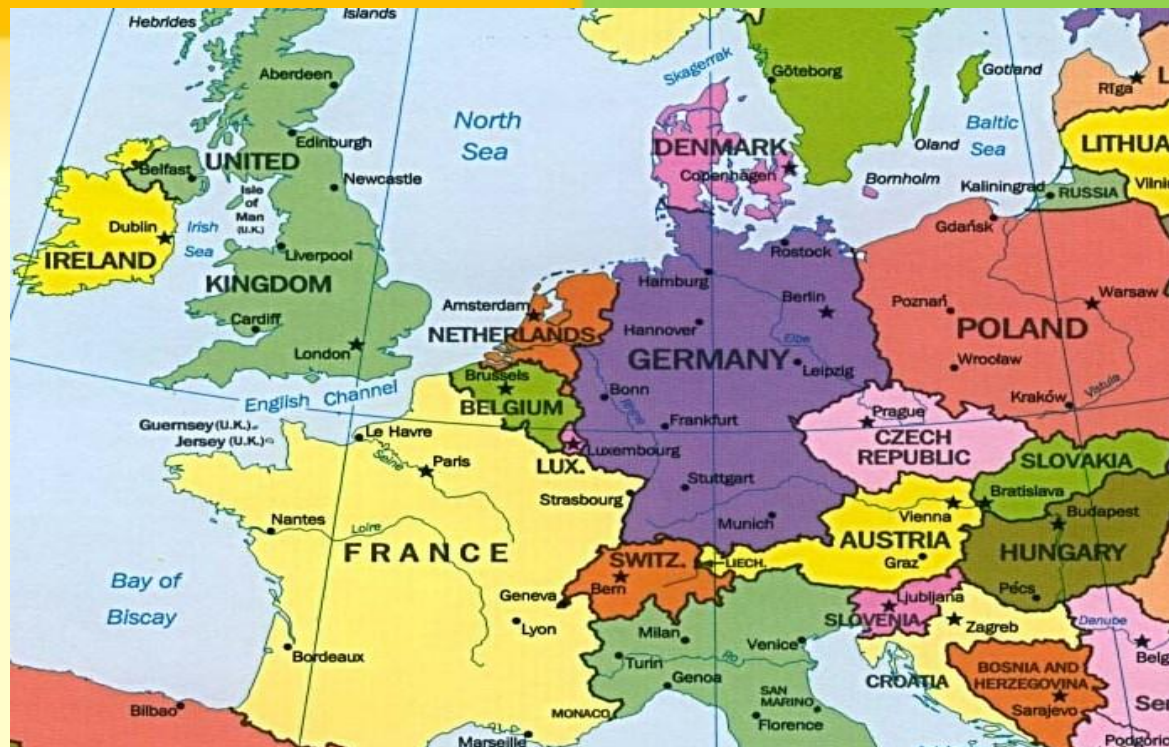 Hebrides
Islands
Aberdeen
Skagerrak
Göteborg
Gotland
Rīga
North
Sea
Baltic
Sea
Edinburgh
UNITED
DENMARK
Oland
LITHUA
Belfast
Newcastle
Copenhagen
Bornholm
Kaliningrad
RUSSIA
Isle
of
Man
(U.K.)
Dublin
Irish
Sea
Gdańsk
IRELAND
Liverpool
Rostock
KINGDOM
Hamburg
Amsterdam
Berlin
Poznań
Warsaw
Cardiff
NETHERLANDS
Hannover
Elbe
POLAND
London
GERMANY
Leipzig
Wrocław
Brussels
Bonn
Rhine
Vistula
English Channel
BELGIUM
Kraków
Guernsey (U.K.)
Jersey (U.K.)
Le Havre
Frankfurt
Prague
CZECH
REPUBLIC
Seine
Paris
LUX.
Luxembourg
SLOVAKIA
Strasbourg
Stuttgart
Bratislava
Nantes
Loire
Munich
Vienna
Budapest
FRANCE
AUSTRIA
HUNGARY
SWITZ.
LIECH.
Graz
Bay of
Biscay
Bern
Geneva
Pécs
Ljubljana
SLOVENIA
Lyon
Milan
Venice
Zagreb
Danube
Bordeaux
Turin
Po
Genoa
CROATIA
BOSNIA AND
HERZEGOVINA
Belg
Bilbao
MONACO
SAN
MARINO
Florence
Sarajevo
Ser
Marseille
Podgoric